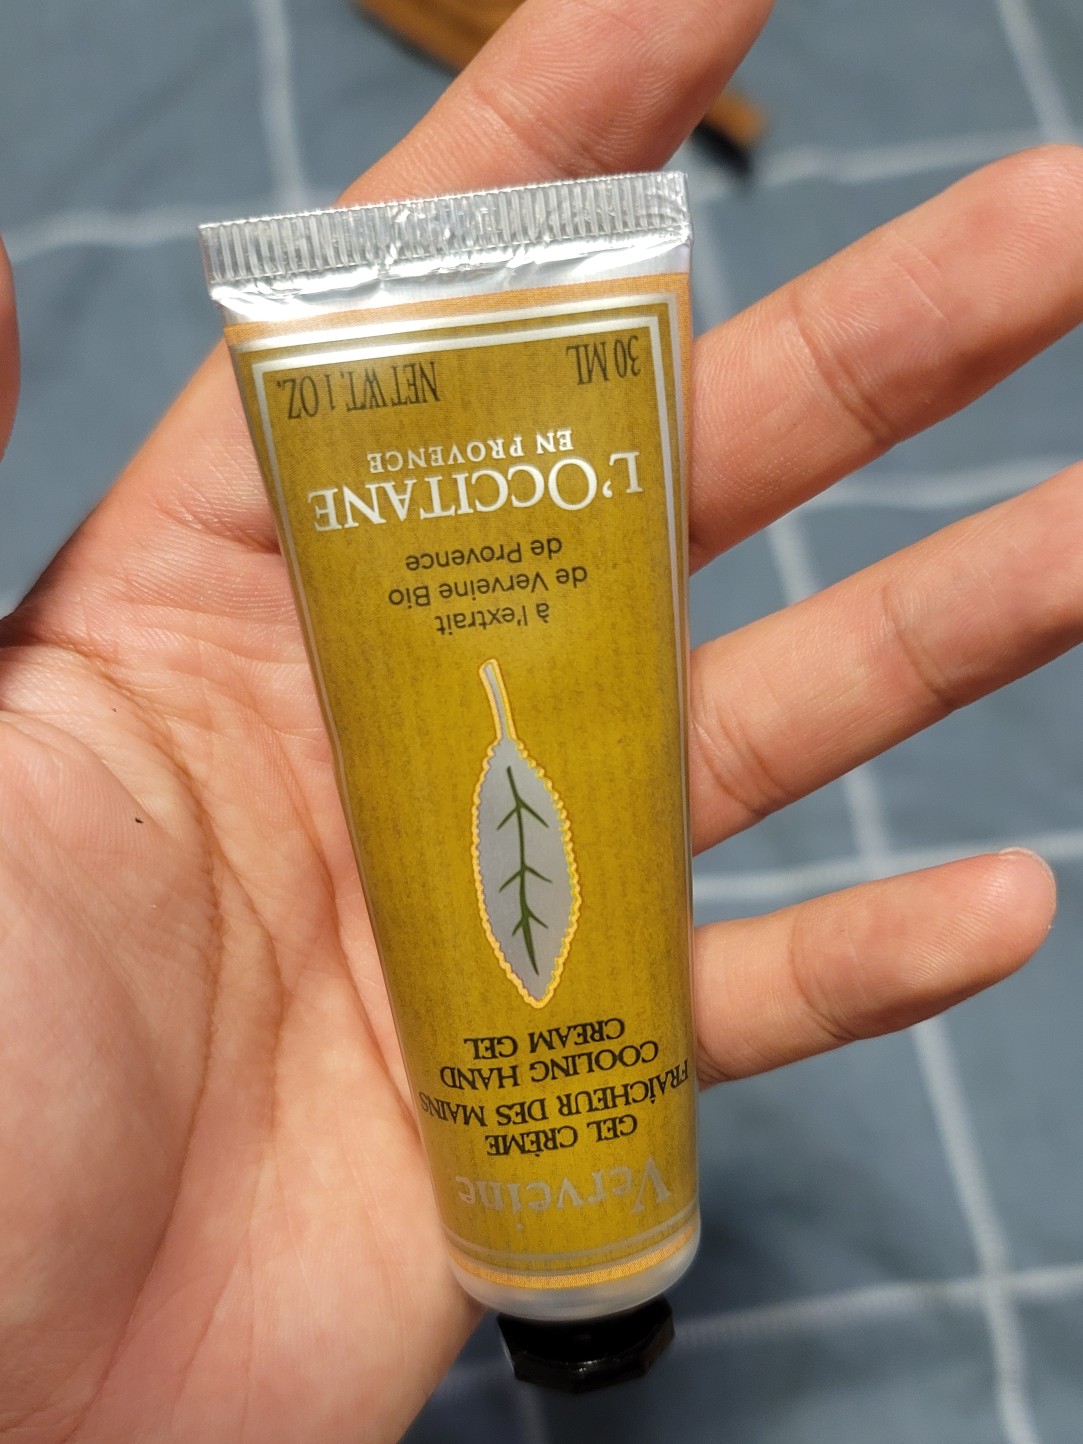 Verveine
GEL CRÈME
FRAÎCHEUR DES MAINS
COOLING HAND
CREAM GEL
à l'extrait
de Verveine Bio
de Provence
L'OCCITANE
EN PROVENCE
30 ML NET WT. 1 OZ.